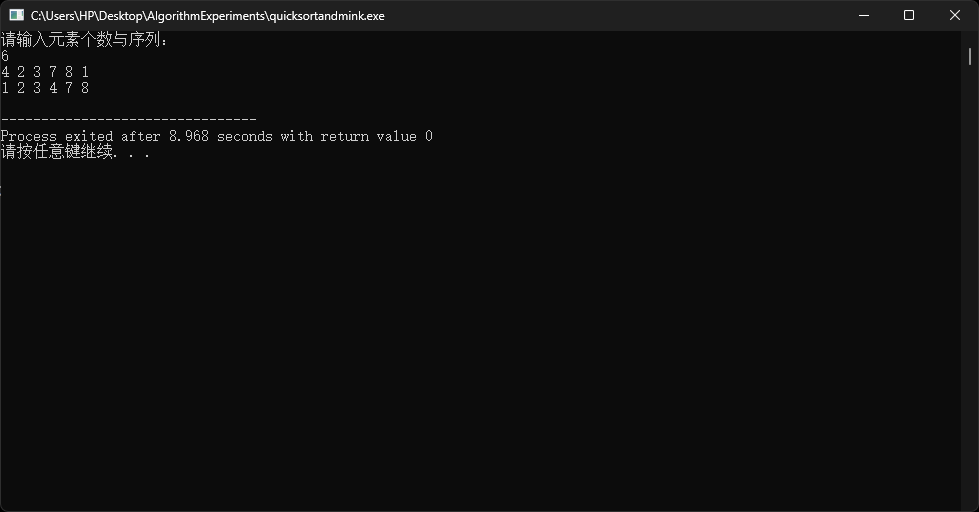 C:\Users\HP\Desktop\AlgorithmExperiments\quicksortandmink.exe
请输入元素个数与序列:
6
4 2 3 7 8 1
1 2 3 4 7 8
--------------------------------
Process exited after 8.968 seconds with return value 0
请按任意键继续. . .